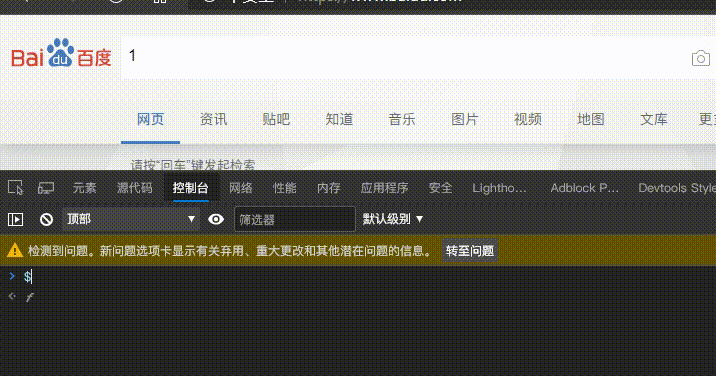 Bai du 百度
1
网页 资讯 贴吧 知道 音乐 图片 视频 地图 文库
请按“回车”键发起检索
元素 源代码 控制台 网络 性能 内存 应用程序 安全 Lightho… Adblock P… Devtools Style
顶部 ▼ 筛选器 默认级别 ▼
检测到问题。新问题选项卡显示有关弃用、重大更改和其他潜在问题的信息。 转至问题
> $
<· ƒ